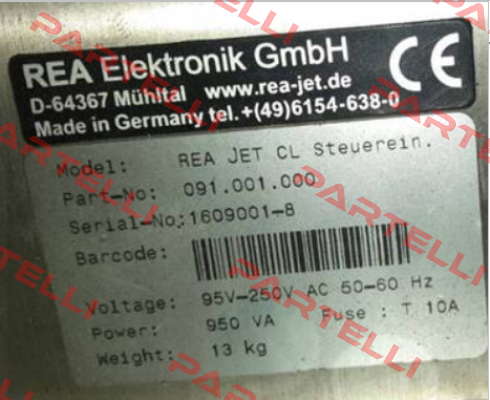 REA Elektronik GmbH
CE
D-64367 Mühltal www.rea-jet.de
Made in Germany tel.+(49)6154-638-0
Model: REA JET CL Steuerein.
Part-No: 091.001.000
Serial-No: 1609001-8
Barcode:
Voltage: 95V-250V AC 50-60 Hz
Power: 950 VA Fuse : T 10A
Weight: 13 kg
PARTELLI
PARTELLI
PARTELLI
PARTELLI